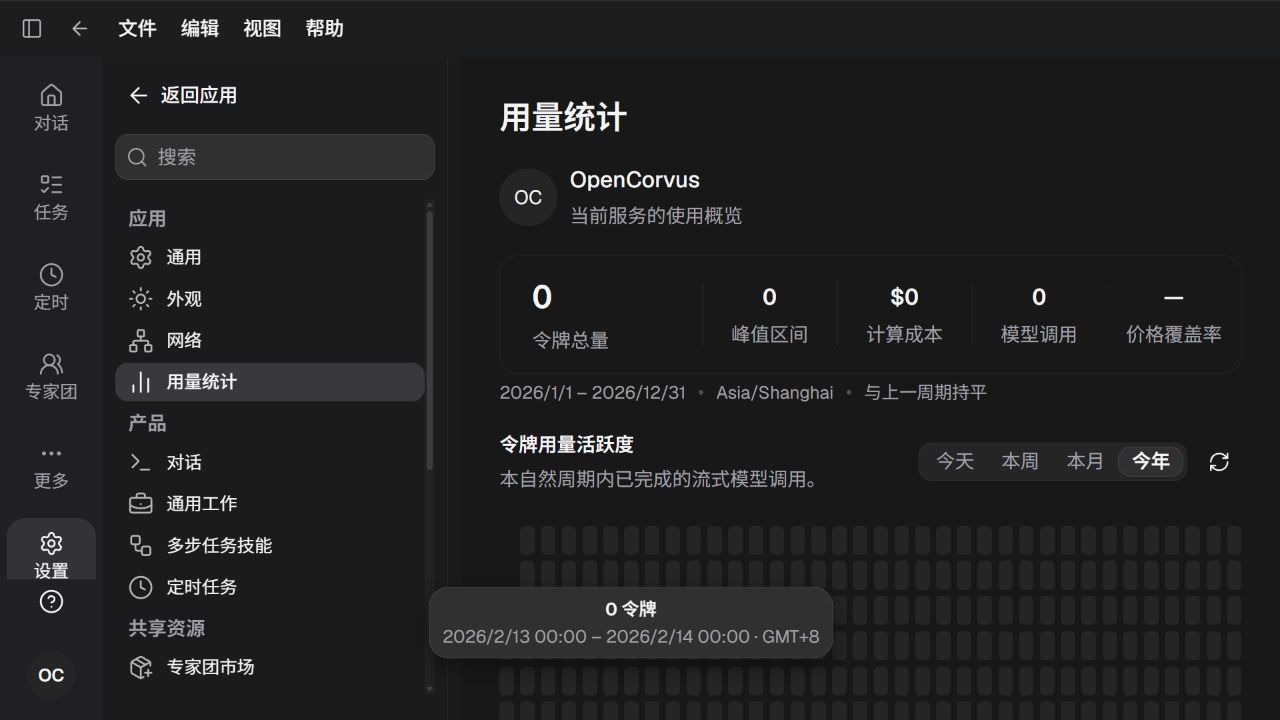 文件 编辑 视图 帮助
对话
任务
定时
专家团
更多
设置
OC
返回应用
搜索
应用
通用
外观
网络
用量统计
产品
对话
通用工作
多步任务技能
定时任务
共享资源
专家团市场
用量统计
OC
OpenCorvus
当前服务的使用概览
0
令牌总量
0
峰值区间
$0
计算成本
0
模型调用
—
价格覆盖率
2026/1/1 – 2026/12/31 • Asia/Shanghai • 与上一周期持平
令牌用量活跃度
本自然周期内已完成的流式模型调用。
今天 本周 本月 今年
0 令牌
2026/2/13 00:00 – 2026/2/14 00:00 · GMT+8